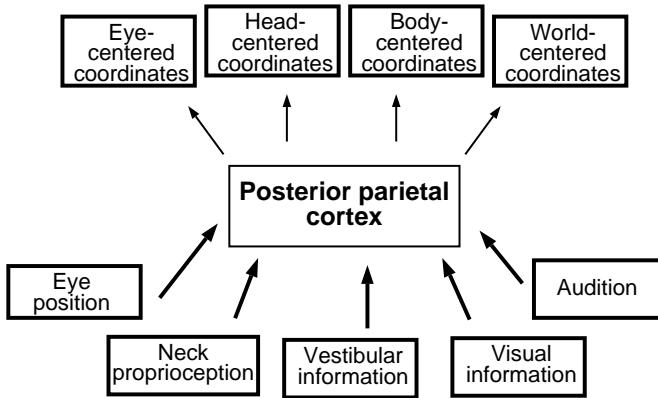 Eye-
centered
coordinates
Head-
centered
coordinates
Body-
centered
coordinates
World-
centered
coordinates
Posterior parietal
cortex
Eye
position
Neck
proprioception
Vestibular
information
Visual
information
Audition